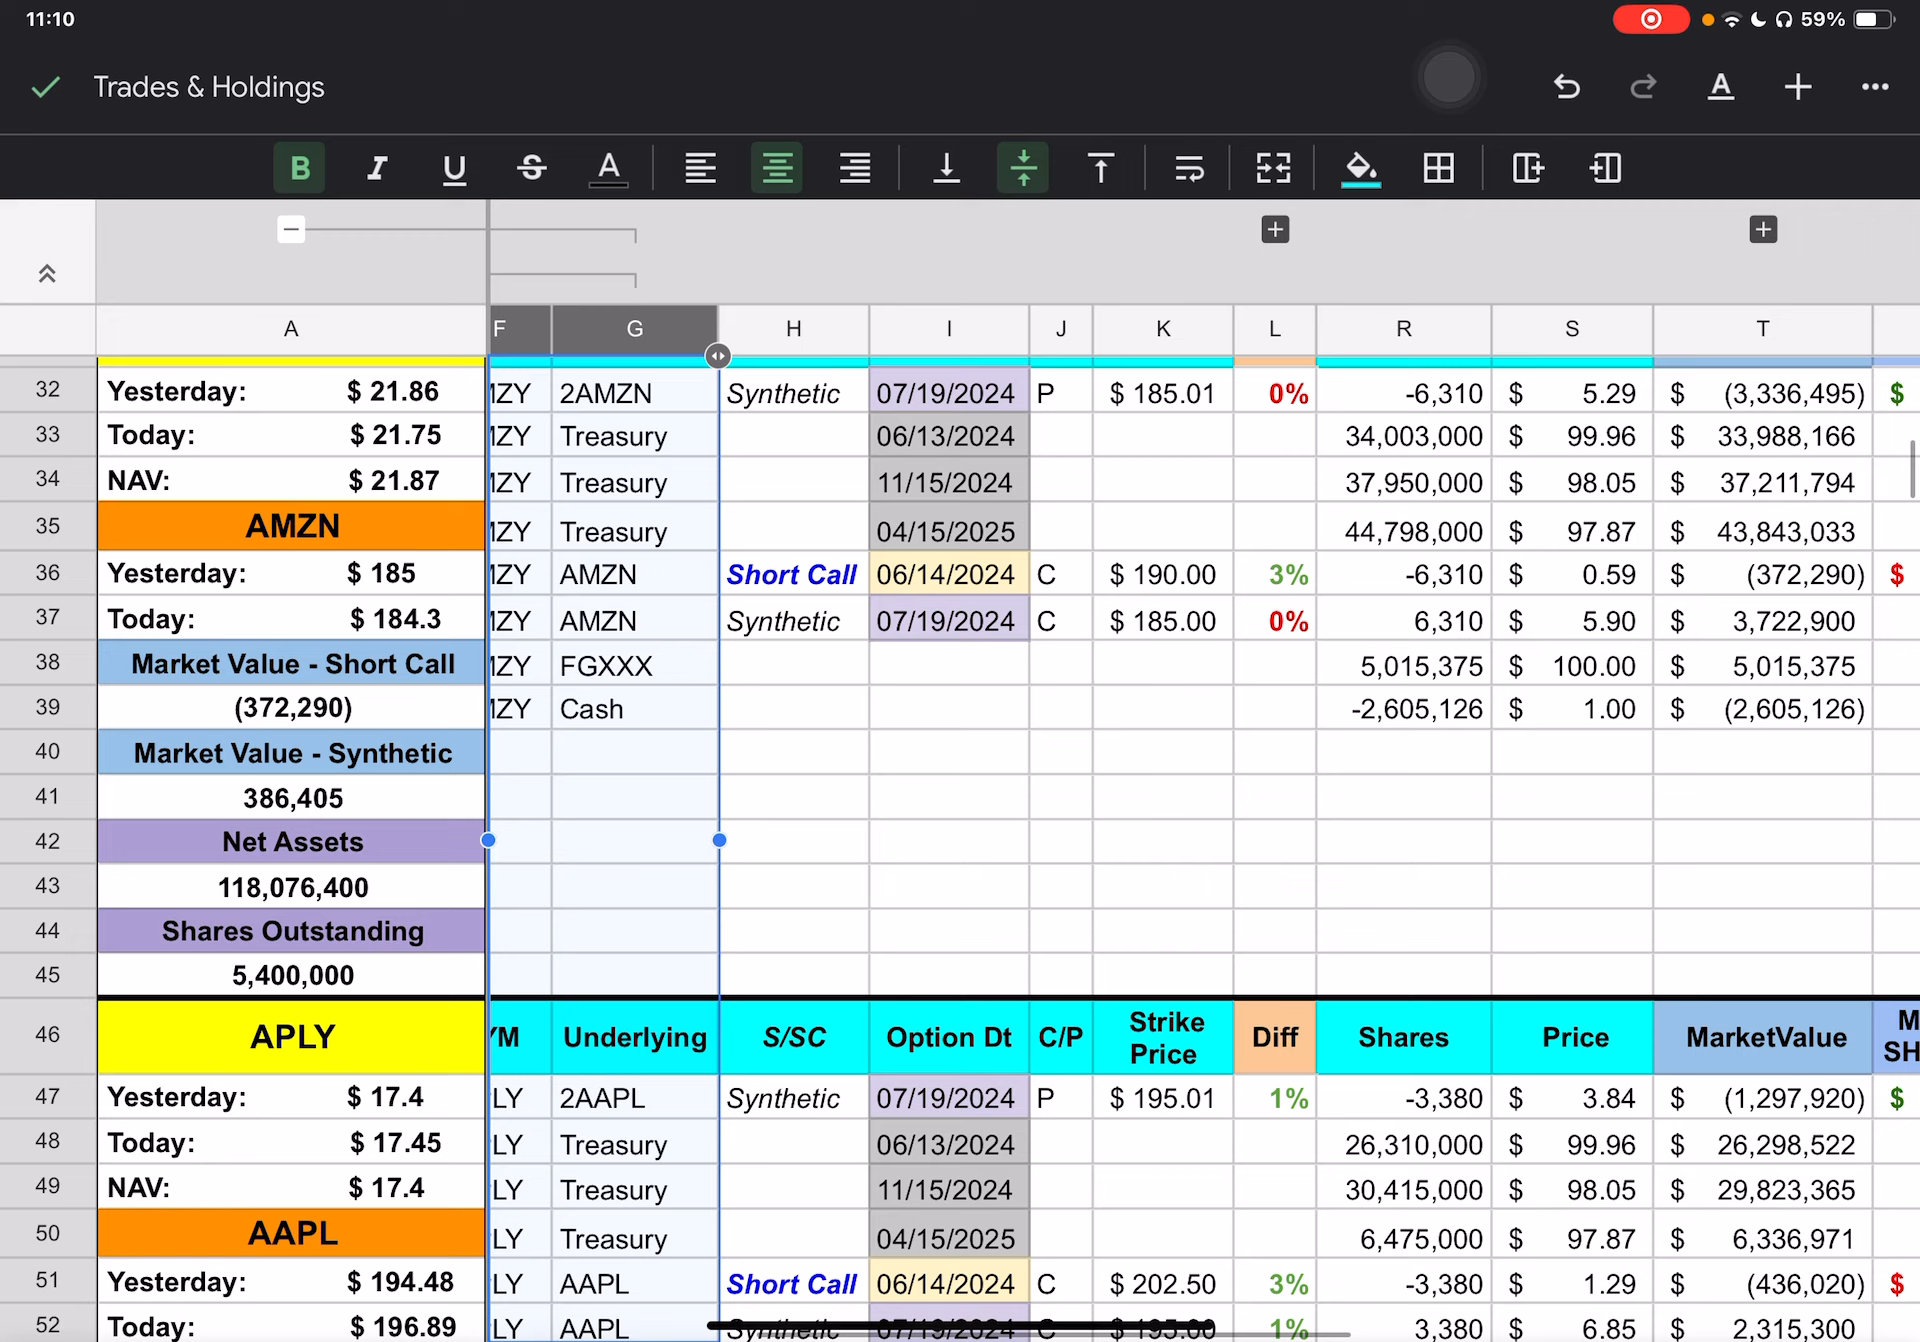 11:10
59%
Trades & Holdings
B I U S A
A F G H I J K L R S T
32 Yesterday: $ 21.86 MZY 2AMZN Synthetic 07/19/2024 P $ 185.01 0% -6,310 $ 5.29 $ (3,336,495) $
33 Today: $ 21.75 MZY Treasury 06/13/2024 34,003,000 $ 99.96 $ 33,988,166
34 NAV: $ 21.87 MZY Treasury 11/15/2024 37,950,000 $ 98.05 $ 37,211,794
35 AMZN MZY Treasury 04/15/2025 44,798,000 $ 97.87 $ 43,843,033
36 Yesterday: $ 185 MZY AMZN Short Call 06/14/2024 C $ 190.00 3% -6,310 $ 0.59 $ (372,290) $
37 Today: $ 184.3 MZY AMZN Synthetic 07/19/2024 C $ 185.00 0% 6,310 $ 5.90 $ 3,722,900
38 Market Value - Short Call MZY FGXXX 5,015,375 $ 100.00 $ 5,015,375
39 (372,290) MZY Cash -2,605,126 $ 1.00 $ (2,605,126)
40 Market Value - Synthetic
41 386,405
42 Net Assets
43 118,076,400
44 Shares Outstanding
45 5,400,000
46 APLY YM Underlying S/SC Option Dt C/P Strike Price Diff Shares Price MarketValue M SH
47 Yesterday: $ 17.4 LY 2AAPL Synthetic 07/19/2024 P $ 195.01 1% -3,380 $ 3.84 $ (1,297,920) $
48 Today: $ 17.45 LY Treasury 06/13/2024 26,310,000 $ 99.96 $ 26,298,522
49 NAV: $ 17.4 LY Treasury 11/15/2024 30,415,000 $ 98.05 $ 29,823,365
50 AAPL LY Treasury 04/15/2025 6,475,000 $ 97.87 $ 6,336,971
51 Yesterday: $ 194.48 LY AAPL Short Call 06/14/2024 C $ 202.50 3% -3,380 $ 1.29 $ (436,020) $
52 Today: $ 196.89 LY AAPL Synthetic 07/19/2024 C $ 195.00 1% 3,380 $ 6.85 $ 2,315,300